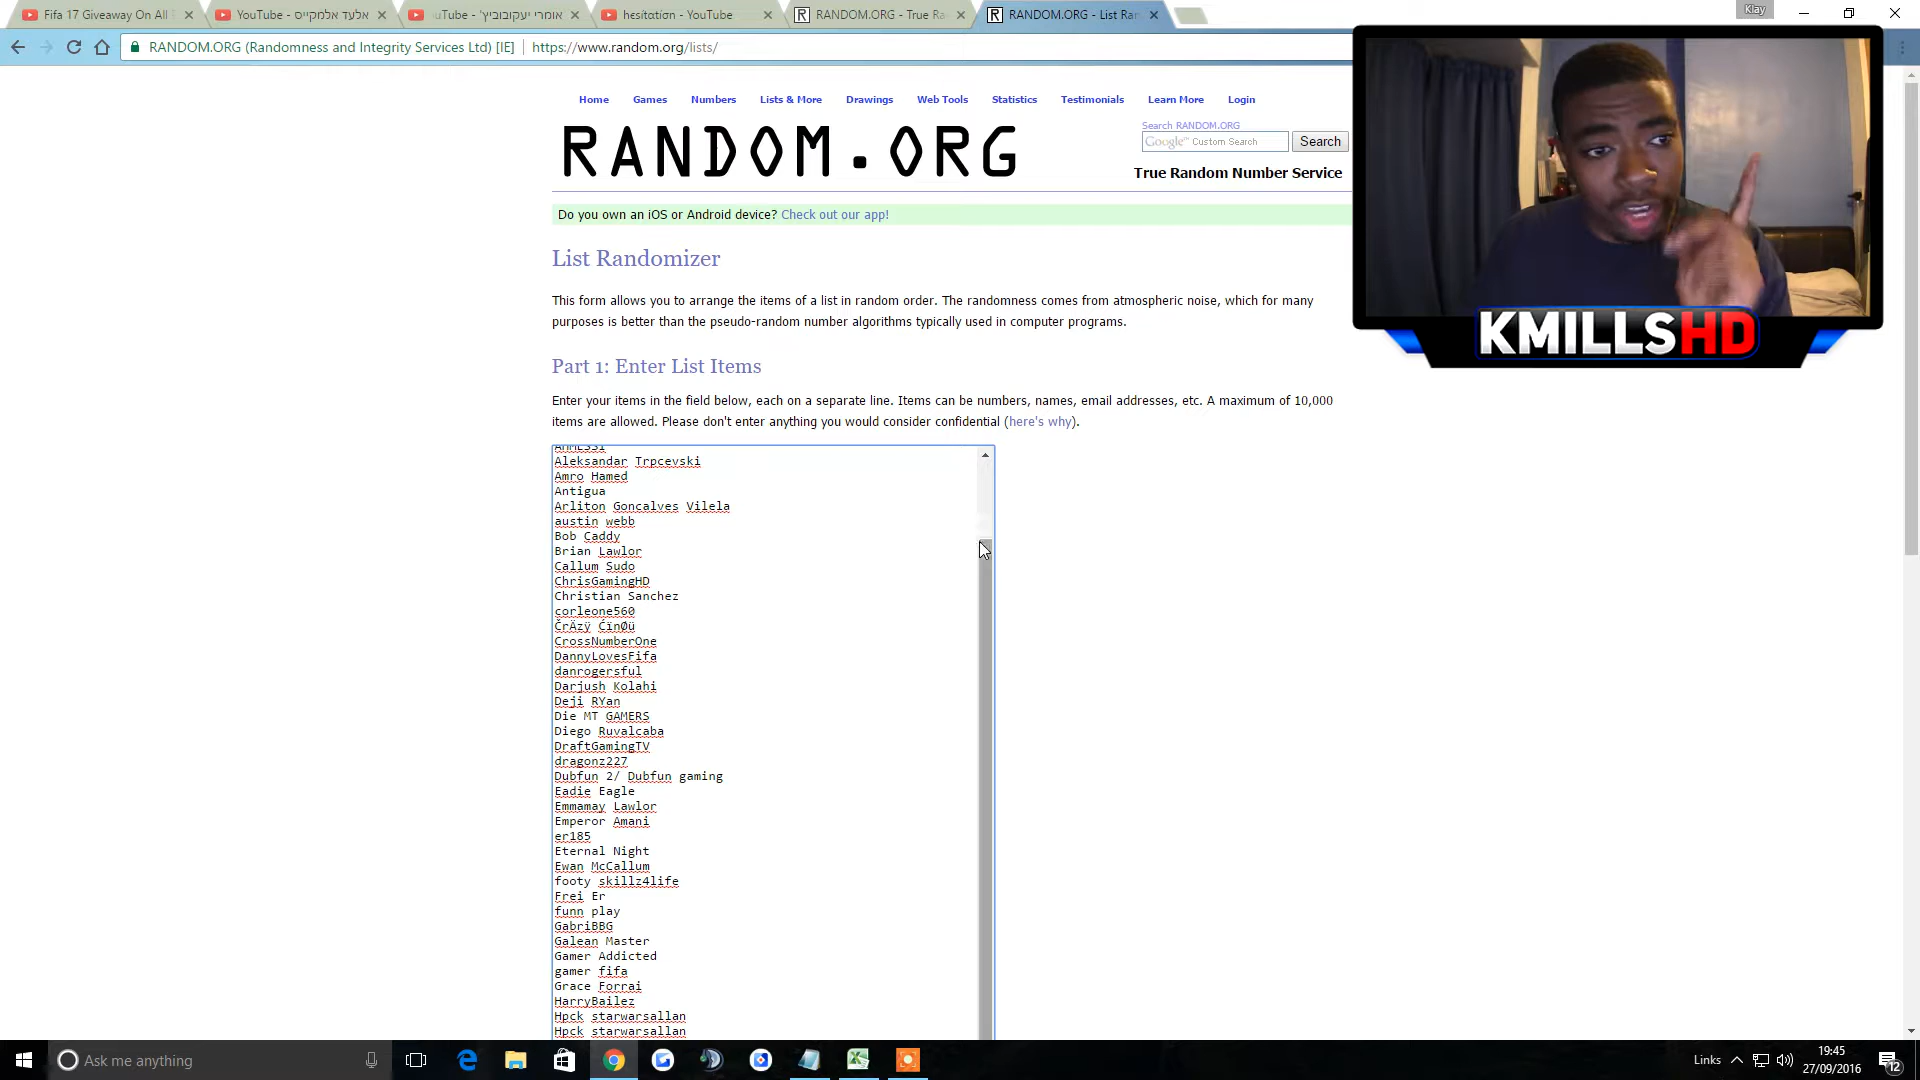 Fifa 17 Giveaway On All
אלעד אלמקייס - YouTube
אומרי יעקובוביץ' - uTube
hesitαtiσn - YouTube
RANDOM.ORG - True Ra
RANDOM.ORG - List Ran
Klay
RANDOM.ORG (Randomness and Integrity Services Ltd) [IE] https://www.random.org/lists/
Home Games Numbers Lists & More Drawings Web Tools Statistics Testimonials Learn More Login
RANDOM.ORG
Search RANDOM.ORG
Google™ Custom Search Search
True Random Number Service
Do you own an iOS or Android device? Check out our app!
List Randomizer
This form allows you to arrange the items of a list in random order. The randomness comes from atmospheric noise, which for many
purposes is better than the pseudo-random number algorithms typically used in computer programs.
Part 1: Enter List Items
Enter your items in the field below, each on a separate line. Items can be numbers, names, email addresses, etc. A maximum of 10,000
items are allowed. Please don't enter anything you would consider confidential (here's why).
Aleksandar Trpcevski
Amro Hamed
Antigua
Arliton Goncalves Vilela
austin webb
Bob Caddy
Brian Lawlor
Callum Sudo
ChrisGamingHD
Christian Sanchez
corleone560
ČrÄzÿ ĆïnØü
CrossNumberOne
DannyLovesFifa
danrogersful
Darjush Kolahi
Deji RYan
Die MT GAMERS
Diego Ruvalcaba
DraftGamingTV
dragonz227
Dubfun 2/ Dubfun gaming
Eadie Eagle
Emmamay Lawlor
Emperor Amani
er185
Eternal Night
Ewan McCallum
footy skillz4life
Frei Er
funn play
GabriBBG
Galean Master
Gamer Addicted
gamer fifa
Grace Forrai
HarryBailez
Hpck starwarsallan
Hpck starwarsallan
KMILLSHD
Ask me anything
Links
19:45
27/09/2016
12